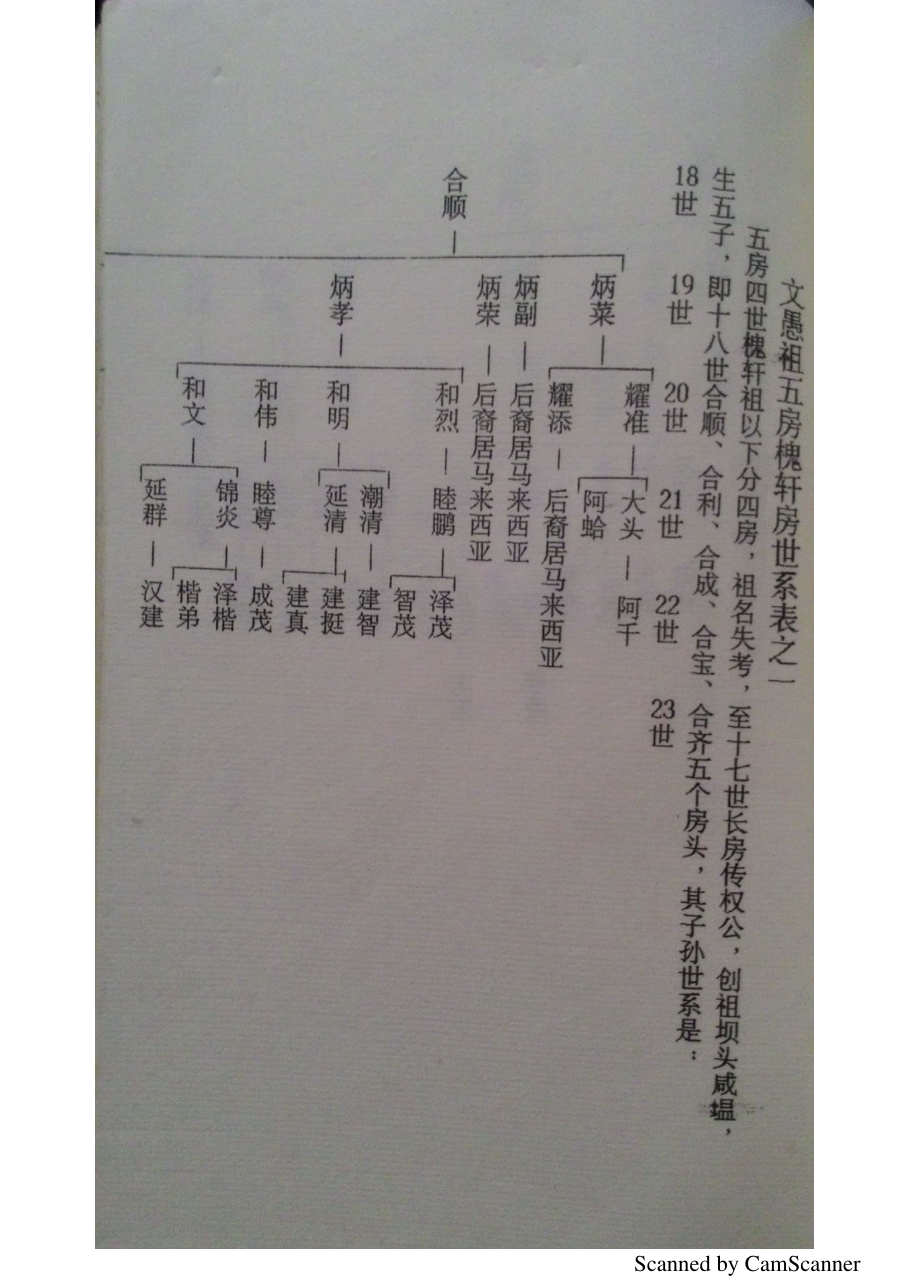 文愚祖五房槐轩房世系表之一
五房四世槐轩祖以下分四房，祖名失考，至十七世长房传权公，创祖坝头咸塭，
生五子，即十八世合顺、合利、合成、合宝、合齐五个房头，其子孙世系是：
18世 19世 20世 21世 22世 23世
耀准 大头 阿千
炳菜 阿蛤
耀添 后裔居马来西亚
炳副 后裔居马来西亚
炳荣 后裔居马来西亚
合顺
和烈 睦鹏 泽茂
智茂
潮清 建智
炳孝 和明 延清 建挺
建真
和伟 睦尊 成茂
锦炎 泽楷
和文 楷弟
延群 汉建
Scanned by CamScanner